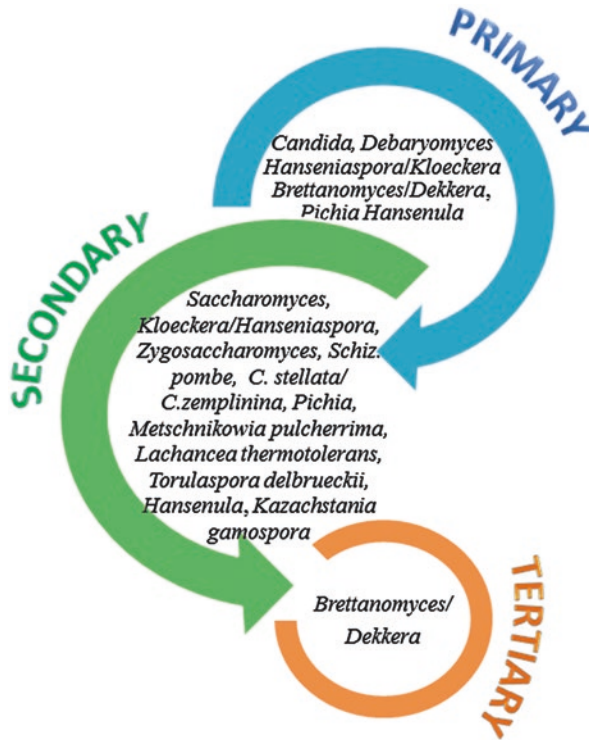 PRIMARY
Candida, Debaryomyces
Hanseniaspora/Kloeckera
Brettanomyces/Dekkera,
Pichia Hansenula
SECONDARY
Saccharomyces,
Kloeckera/Hanseniaspora,
Zygosaccharomyces, Schiz.
pombe, C. stellata/
C.zemplinina, Pichia,
Metschnikowia pulcherrima,
Lachancea thermotolerans,
Torulaspora delbrueckii,
Hansenula, Kazachstania
gamospora
TERTIARY
Brettanomyces/
Dekkera